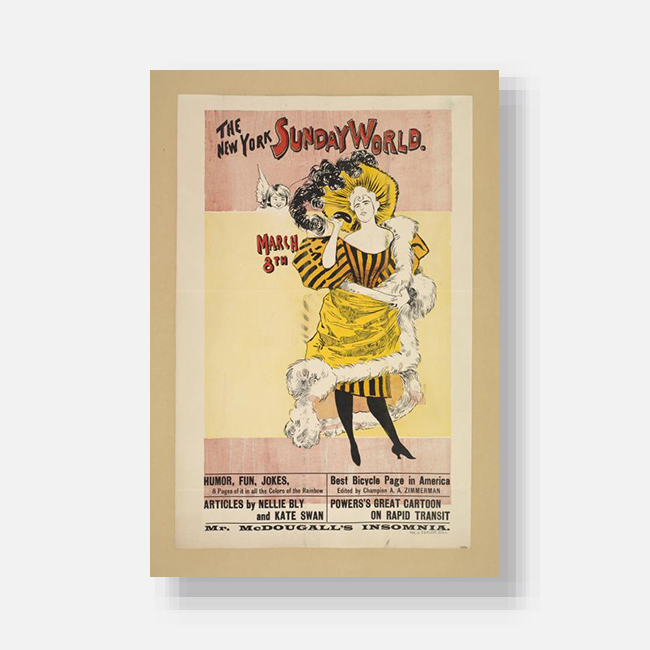 THE
NEW YORK SUNDAY WORLD.
MARCH
8TH
HUMOR, FUN, JOKES,
8 Pages of it in all the Colors of the Rainbow
Best Bicycle Page in America
Edited by Champion A. A. ZIMMERMAN
ARTICLES by NELLIE BLY
and KATE SWAN
POWERS'S GREAT CARTOON
ON RAPID TRANSIT
Mr. McDOUGALL'S INSOMNIA.